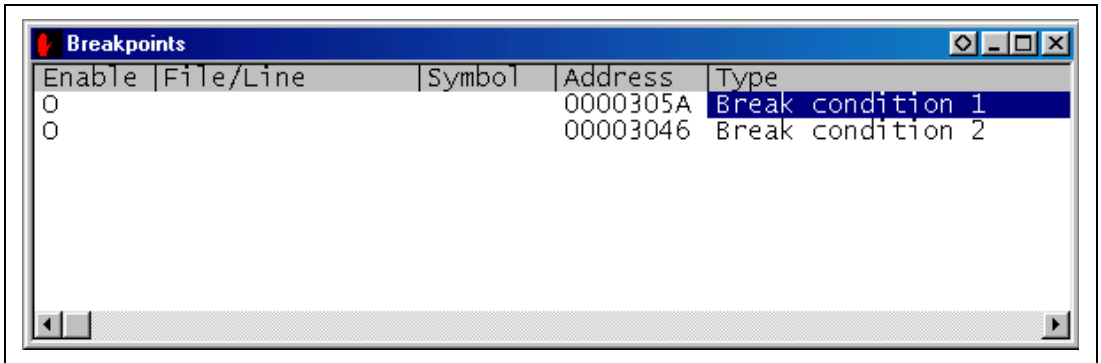 Breakpoints
Enable |File/Line |Symbol |Address |Type
O 0000305A Break condition 1
O 00003046 Break condition 2